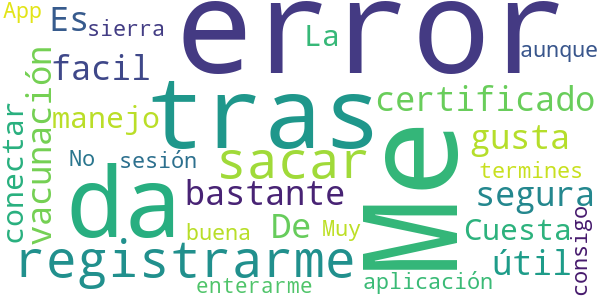 App
Es
sierra
error
La
aunque
facil
vacunación
conectar
manejo
tras
Me
certificado
gusta
No
sesión
sacar
termines
da
bastante
segura
buena
De
Muy
Cuesta
registrarme
útil
enterarme
aplicación
consigo